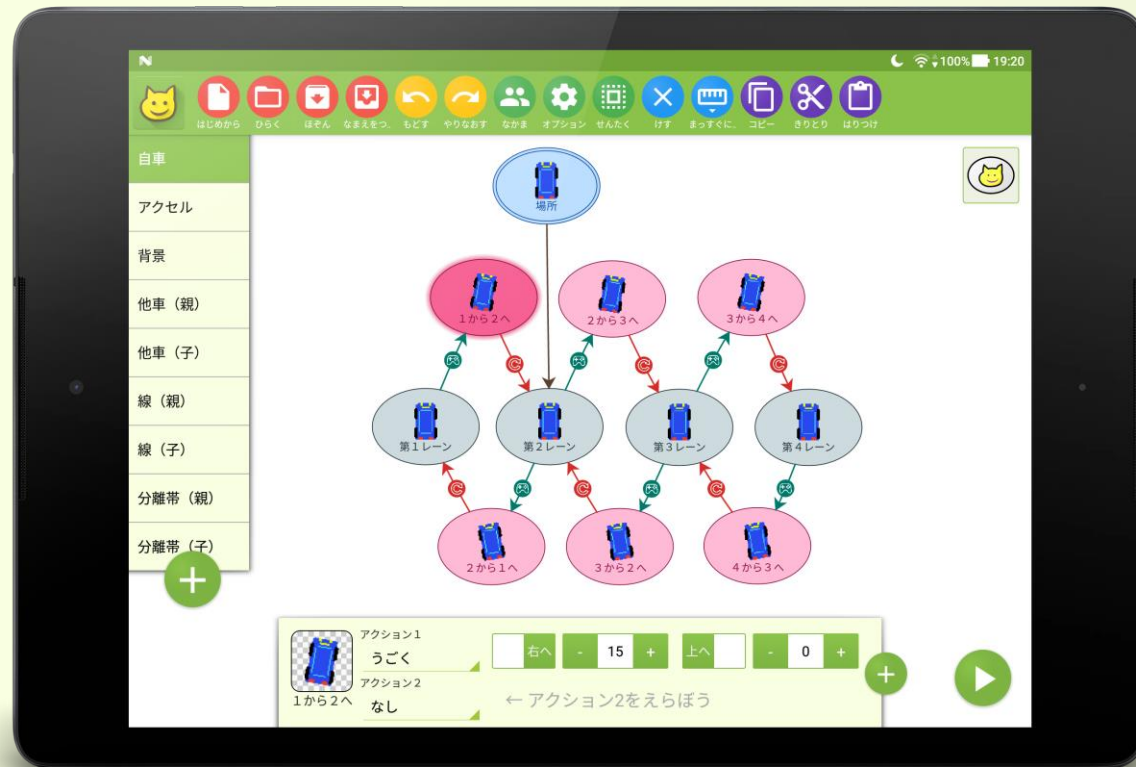 100% 19:20
はじめから ひらく ほぞん なまえをつ.. もどす やりなおす なかま オプション せんたく けす まっすぐに.. コピー きりとり はりつけ
自車
アクセル
背景
他車（親）
他車（子）
線（親）
線（子）
分離帯（親）
分離帯（子）
場所
1から2へ 2から3へ 3から4へ
第1レーン 第2レーン 第3レーン 第4レーン
2から1へ 3から2へ 4から3へ
アクション1
うごく
右へ - 15 + 上へ - 0 +
アクション2
なし
← アクション2をえらぼう
1から2へ